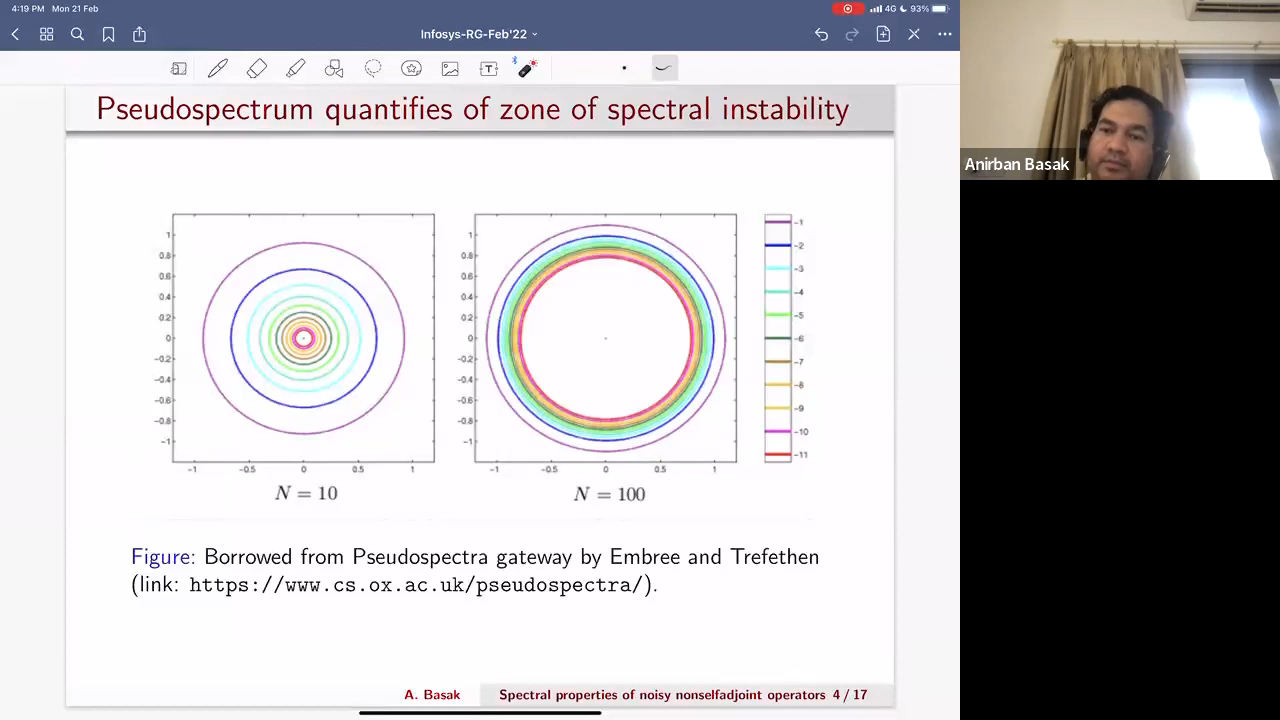 4:19 PM Mon 21 Feb
4G 93%
Infosys-RG-Feb'22
Pseudospectrum quantifies of zone of spectral instability
1 0.8 0.6 0.4 0.2 0 −0.2 −0.4 −0.6 −0.8 −1
−1 −0.5 0 0.5 1
N = 10
1 0.8 0.6 0.4 0.2 0 −0.2 −0.4 −0.6 −0.8 −1
−1 −0.5 0 0.5 1
N = 100
−1
−2
−3
−4
−5
−6
−7
−8
−9
−10
−11
Figure: Borrowed from Pseudospectra gateway by Embree and Trefethen
(link: https://www.cs.ox.ac.uk/pseudospectra/).
A. Basak Spectral properties of noisy nonselfadjoint operators 4 / 17
Anirban Basak